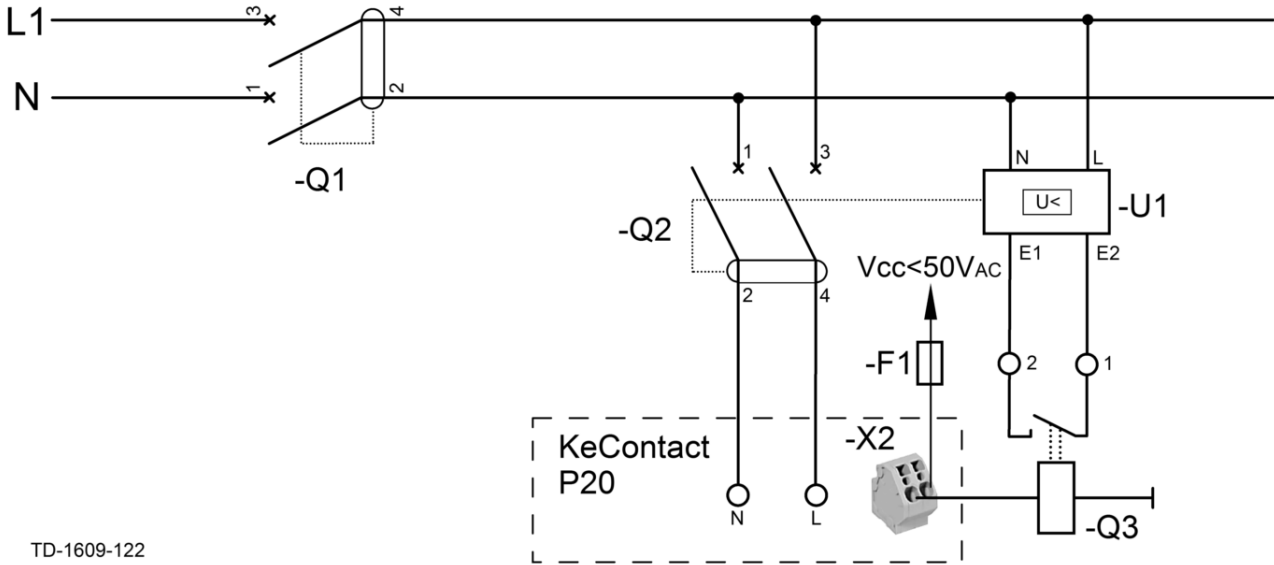 L1
3
4
N
1
2
-Q1
1
3
N
L
U<
-U1
-Q2
E1
E2
Vcc<50VAC
2
4
-F1
2
1
KeContact
P20
-X2
N
L
-Q3
TD-1609-122